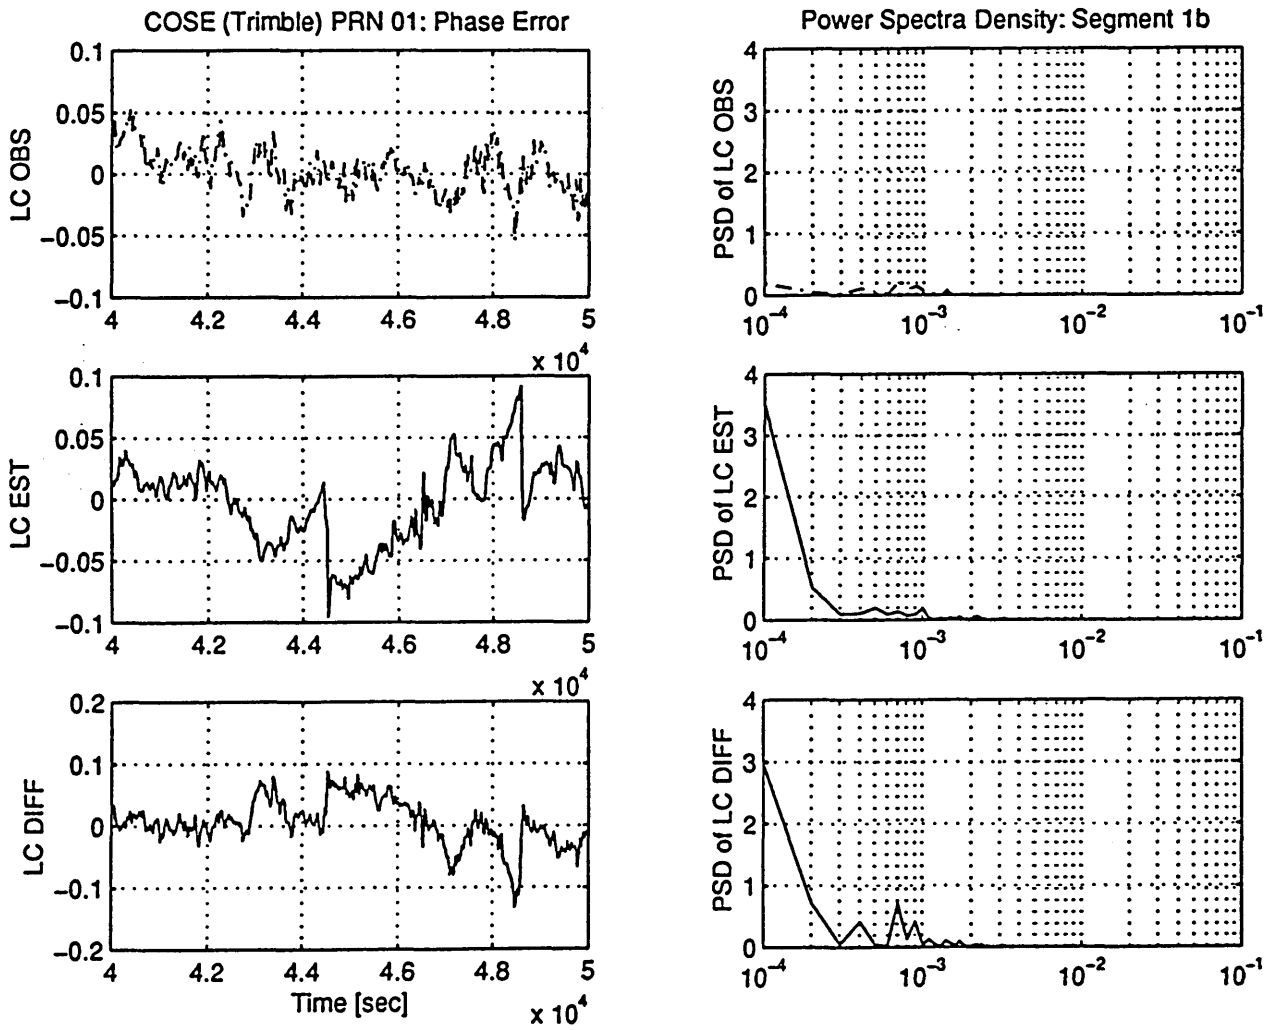 COSE (Trimble) PRN 01: Phase Error
LC OBS
0.1
0.05
0
−0.05
−0.1
4 4.2 4.4 4.6 4.8 5
x 10^4
LC EST
0.1
0.05
0
−0.05
−0.1
4 4.2 4.4 4.6 4.8 5
x 10^4
LC DIFF
0.2
0.1
0
−0.1
−0.2
4 4.2 4.4 4.6 4.8 5
Time [sec]
x 10^4
Power Spectra Density: Segment 1b
PSD of LC OBS
4
3
2
1
0
10^−4 10^−3 10^−2 10^−1
PSD of LC EST
4
3
2
1
0
10^−4 10^−3 10^−2 10^−1
PSD of LC DIFF
4
3
2
1
0
10^−4 10^−3 10^−2 10^−1